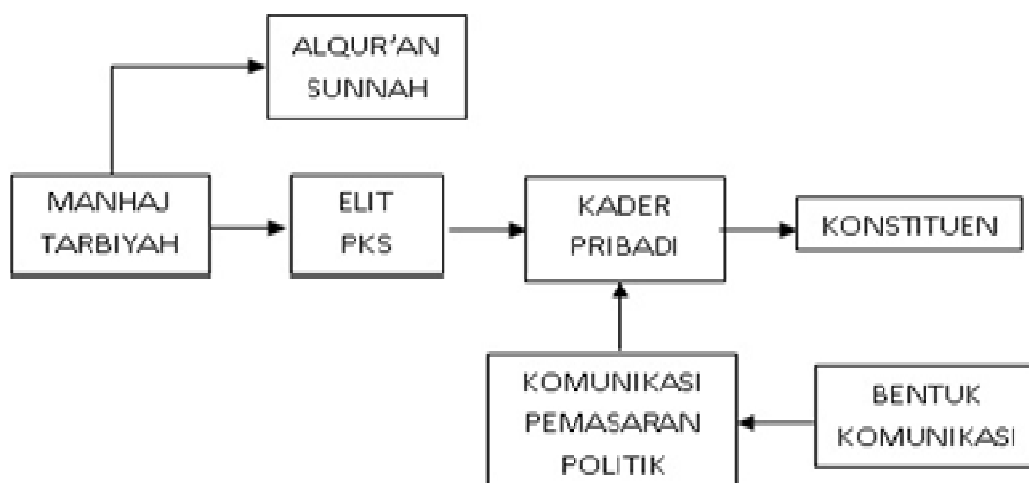 ALQUR'AN
SUNNAH
MANHAJ
TARBIYAH
ELIT
PKS
KADER
PRIBADI
KONSTITUEN
KOMUNIKASI
PEMASARAN
POLITIK
BENTUK
KOMUNIKASI